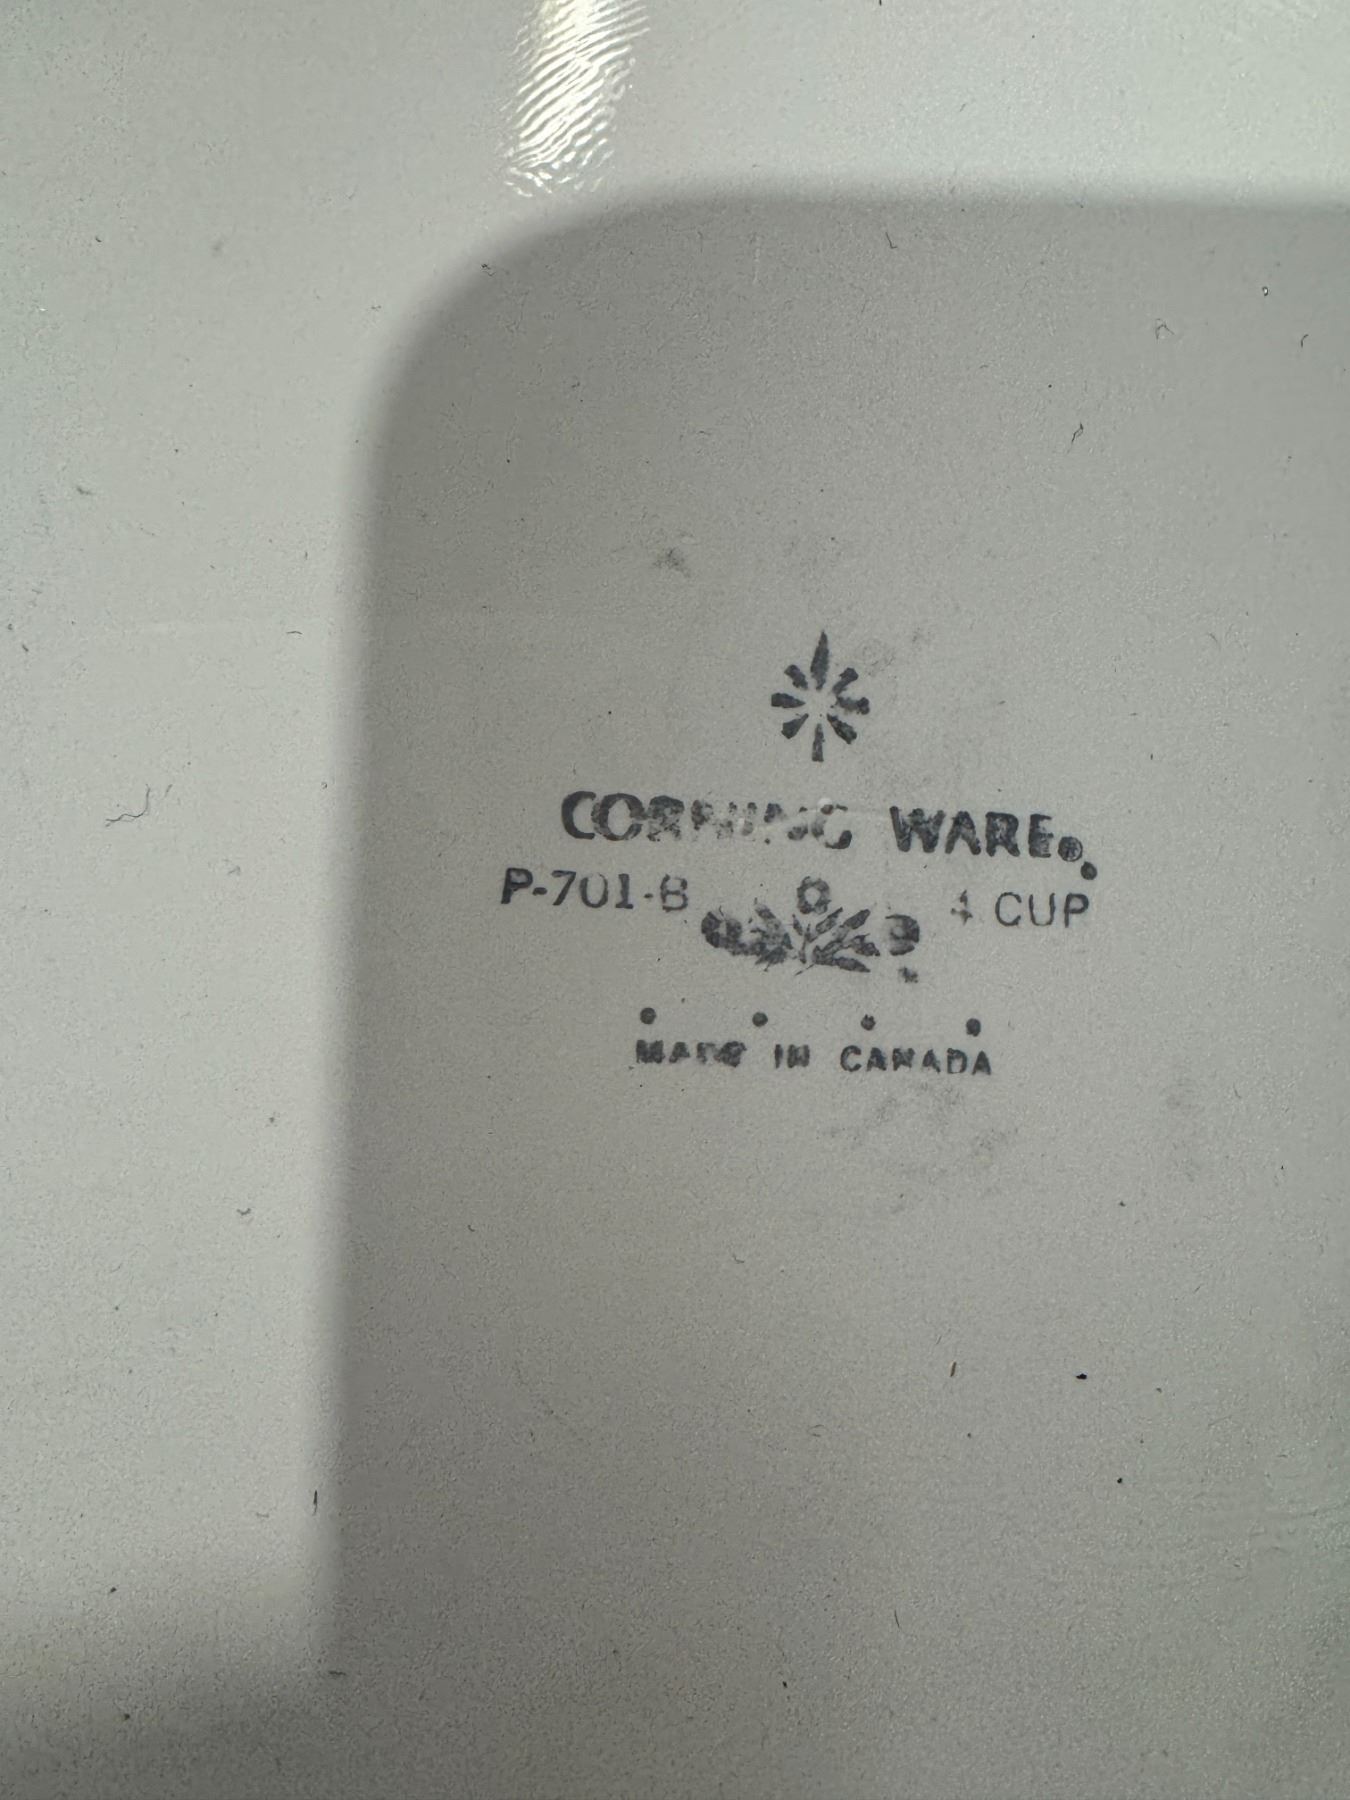 CORNING WARE®
P-701-B 4 CUP
MADE IN CANADA